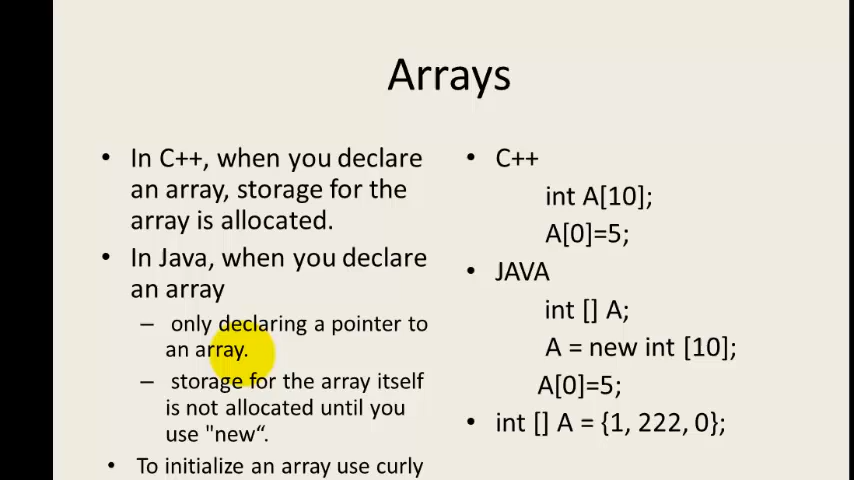 Arrays
• In C++, when you declare
an array, storage for the
array is allocated.
• In Java, when you declare
an array
– only declaring a pointer to
an array.
– storage for the array itself
is not allocated until you
use "new“.
• To initialize an array use curly
• C++
int A[10];
A[0]=5;
• JAVA
int [] A;
A = new int [10];
A[0]=5;
• int [] A = {1, 222, 0};